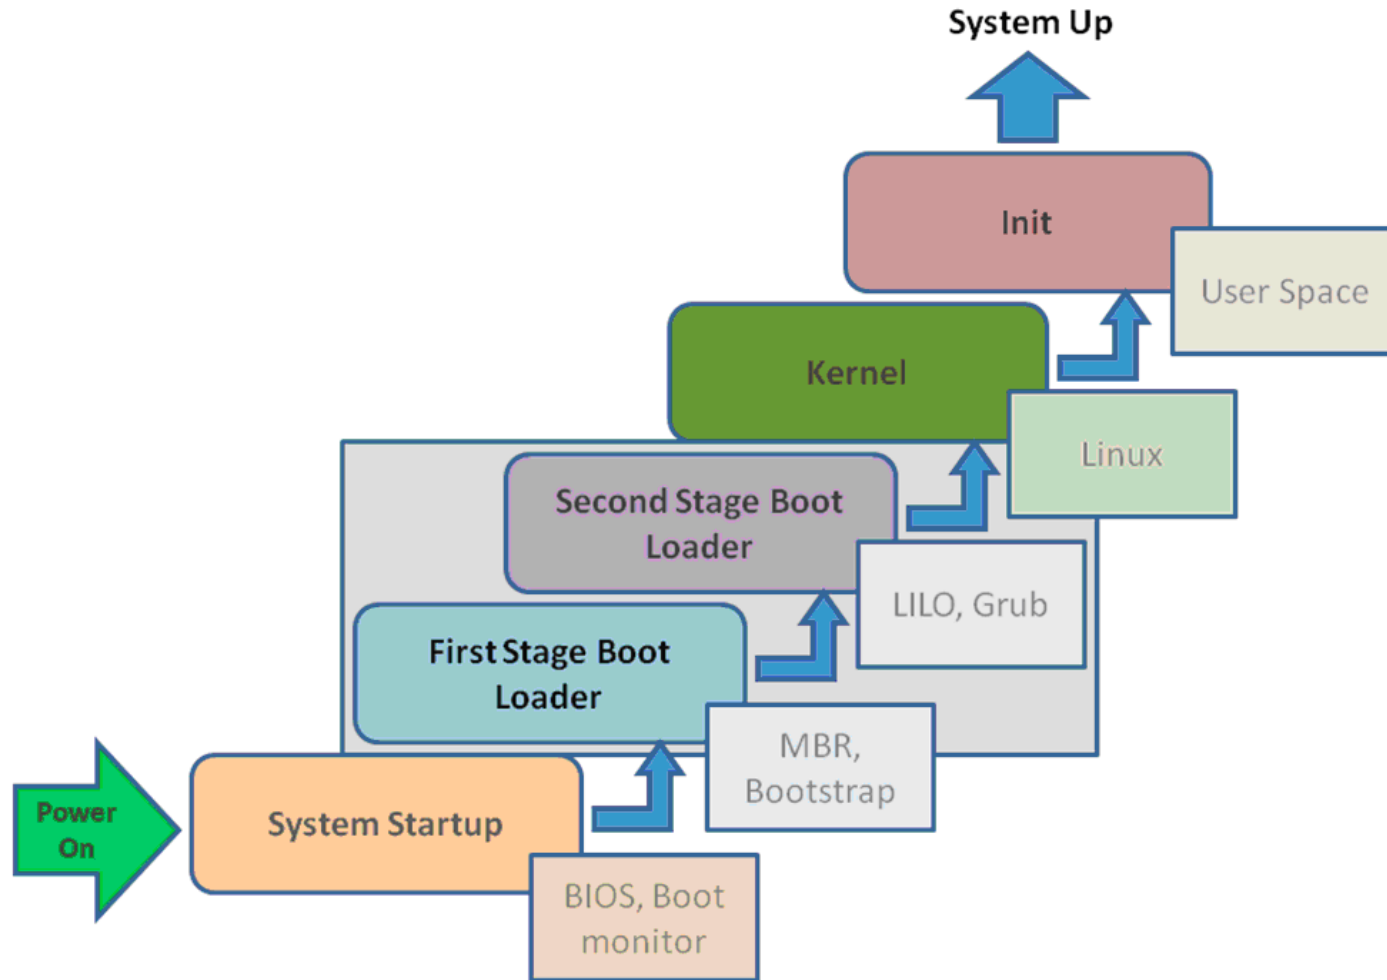 System Up
Init
User Space
Kernel
Linux
Second Stage Boot
Loader
LILO, Grub
First Stage Boot
Loader
MBR,
Bootstrap
Power
On
System Startup
BIOS, Boot
monitor